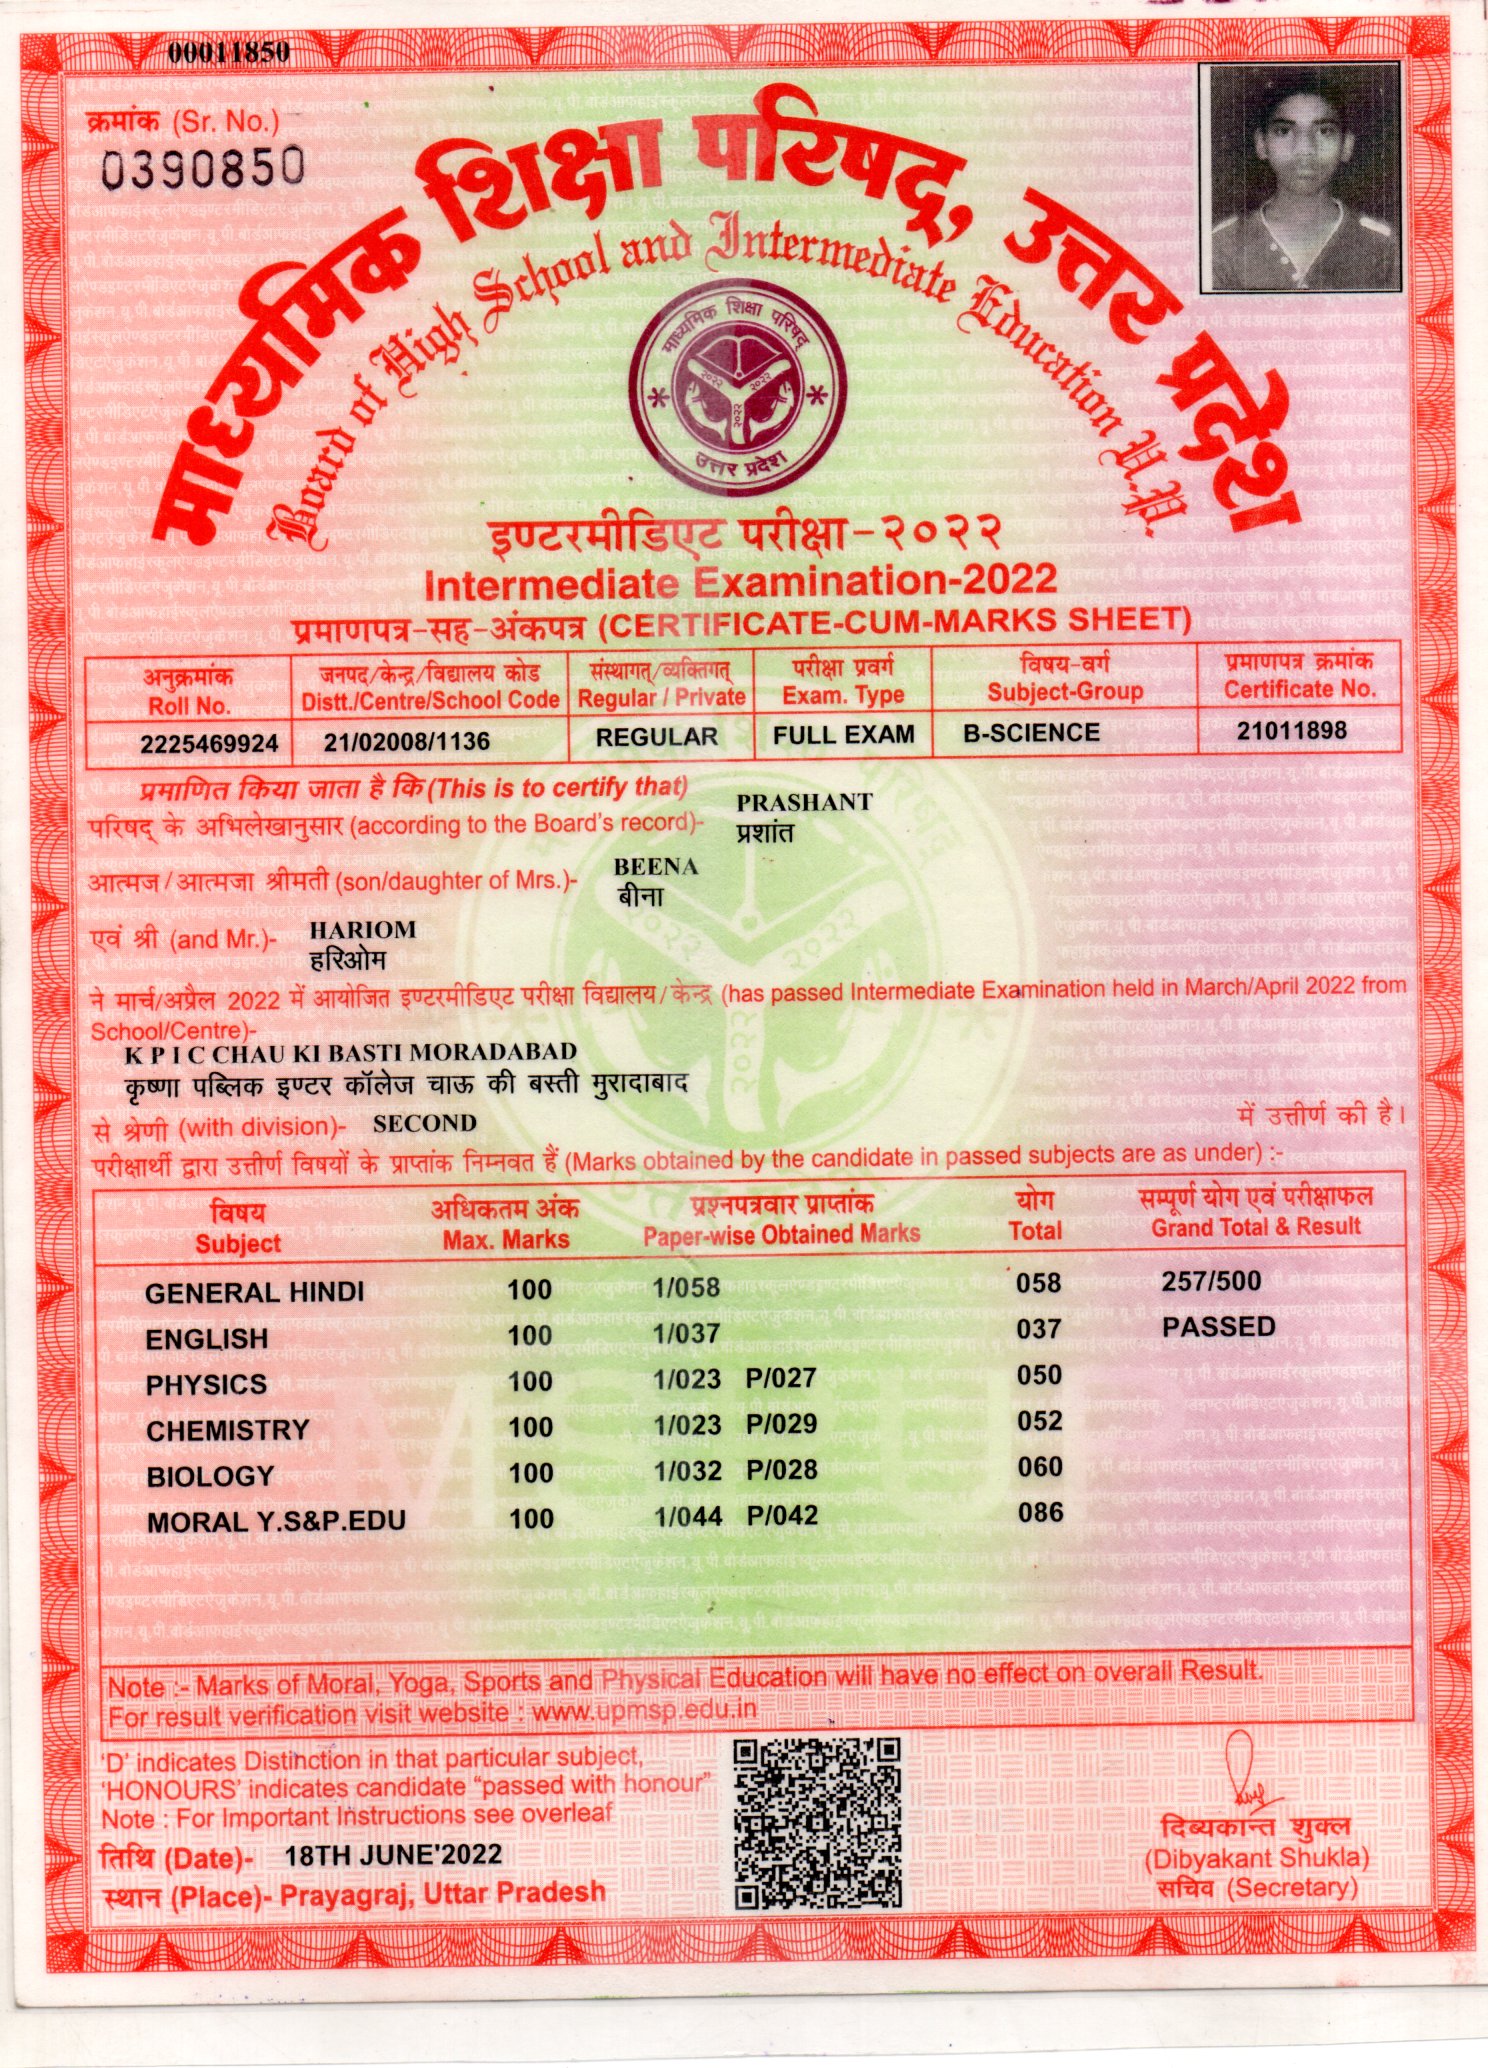 00011850
क्रमांक (Sr. No.)
0390850
माध्यमिक शिक्षा परिषद्, उत्तर प्रदेश
Board of High School and Intermediate Education U.P.
माध्यमिक शिक्षा परिषद्
२०२२ २०२२
२०२२
उत्तर प्रदेश
इण्टरमीडिएट परीक्षा-२०२२
Intermediate Examination-2022
प्रमाणपत्र-सह-अंकपत्र (CERTIFICATE-CUM-MARKS SHEET)
अनुक्रमांक जनपद/केन्द्र/विद्यालय कोड संस्थागत्/व्यक्तिगत् परीक्षा प्रवर्ग विषय-वर्ग प्रमाणपत्र क्रमांक
Roll No. Distt./Centre/School Code Regular / Private Exam. Type Subject-Group Certificate No.
2225469924 21/02008/1136 REGULAR FULL EXAM B-SCIENCE 21011898
प्रमाणित किया जाता है कि (This is to certify that)
PRASHANT
परिषद् के अभिलेखानुसार (according to the Board's record)- प्रशांत
BEENA
आत्मज/आत्मजा श्रीमती (son/daughter of Mrs.)- बीना
HARIOM
एवं श्री (and Mr.)- हरिओम
ने मार्च/अप्रैल 2022 में आयोजित इण्टरमीडिएट परीक्षा विद्यालय/केन्द्र (has passed Intermediate Examination held in March/April 2022 from
School/Centre)-
K P I C CHAU KI BASTI MORADABAD
कृष्णा पब्लिक इण्टर कॉलेज चाऊ की बस्ती मुरादाबाद
से श्रेणी (with division)- SECOND में उत्तीर्ण की है।
परीक्षार्थी द्वारा उत्तीर्ण विषयों के प्राप्तांक निम्नवत हैं (Marks obtained by the candidate in passed subjects are as under) :-
विषय अधिकतम अंक प्रश्नपत्रवार प्राप्तांक योग सम्पूर्ण योग एवं परीक्षाफल
Subject Max. Marks Paper-wise Obtained Marks Total Grand Total & Result
GENERAL HINDI 100 1/058 058 257/500
ENGLISH 100 1/037 037 PASSED
PHYSICS 100 1/023 P/027 050
CHEMISTRY 100 1/023 P/029 052
BIOLOGY 100 1/032 P/028 060
MORAL Y.S&P.EDU 100 1/044 P/042 086
Note :- Marks of Moral, Yoga, Sports and Physical Education will have no effect on overall Result.
For result verification visit website : www.upmsp.edu.in
'D' indicates Distinction in that particular subject,
'HONOURS' indicates candidate "passed with honour"
Note : For Important Instructions see overleaf
तिथि (Date)- 18TH JUNE'2022
स्थान (Place)- Prayagraj, Uttar Pradesh
दिब्यकान्त शुक्ल
(Dibyakant Shukla)
सचिव (Secretary)